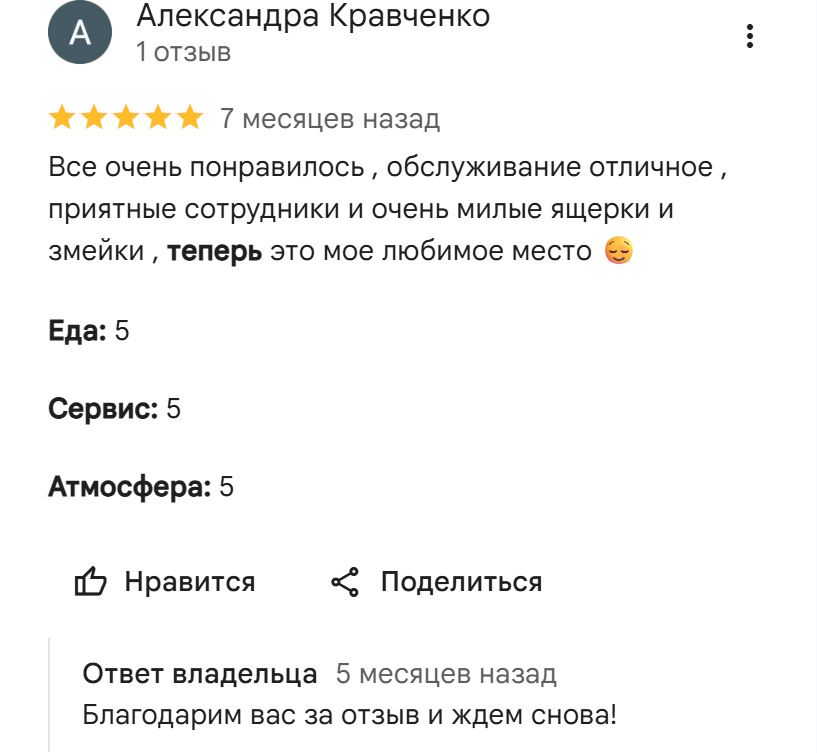 А
Александра Кравченко
1 отзыв
7 месяцев назад
Все очень понравилось , обслуживание отличное ,
приятные сотрудники и очень милые ящерки и
змейки , теперь это мое любимое место 😌
Еда: 5
Сервис: 5
Атмосфера: 5
Нравится Поделиться
Ответ владельца 5 месяцев назад
Благодарим вас за отзыв и ждем снова!